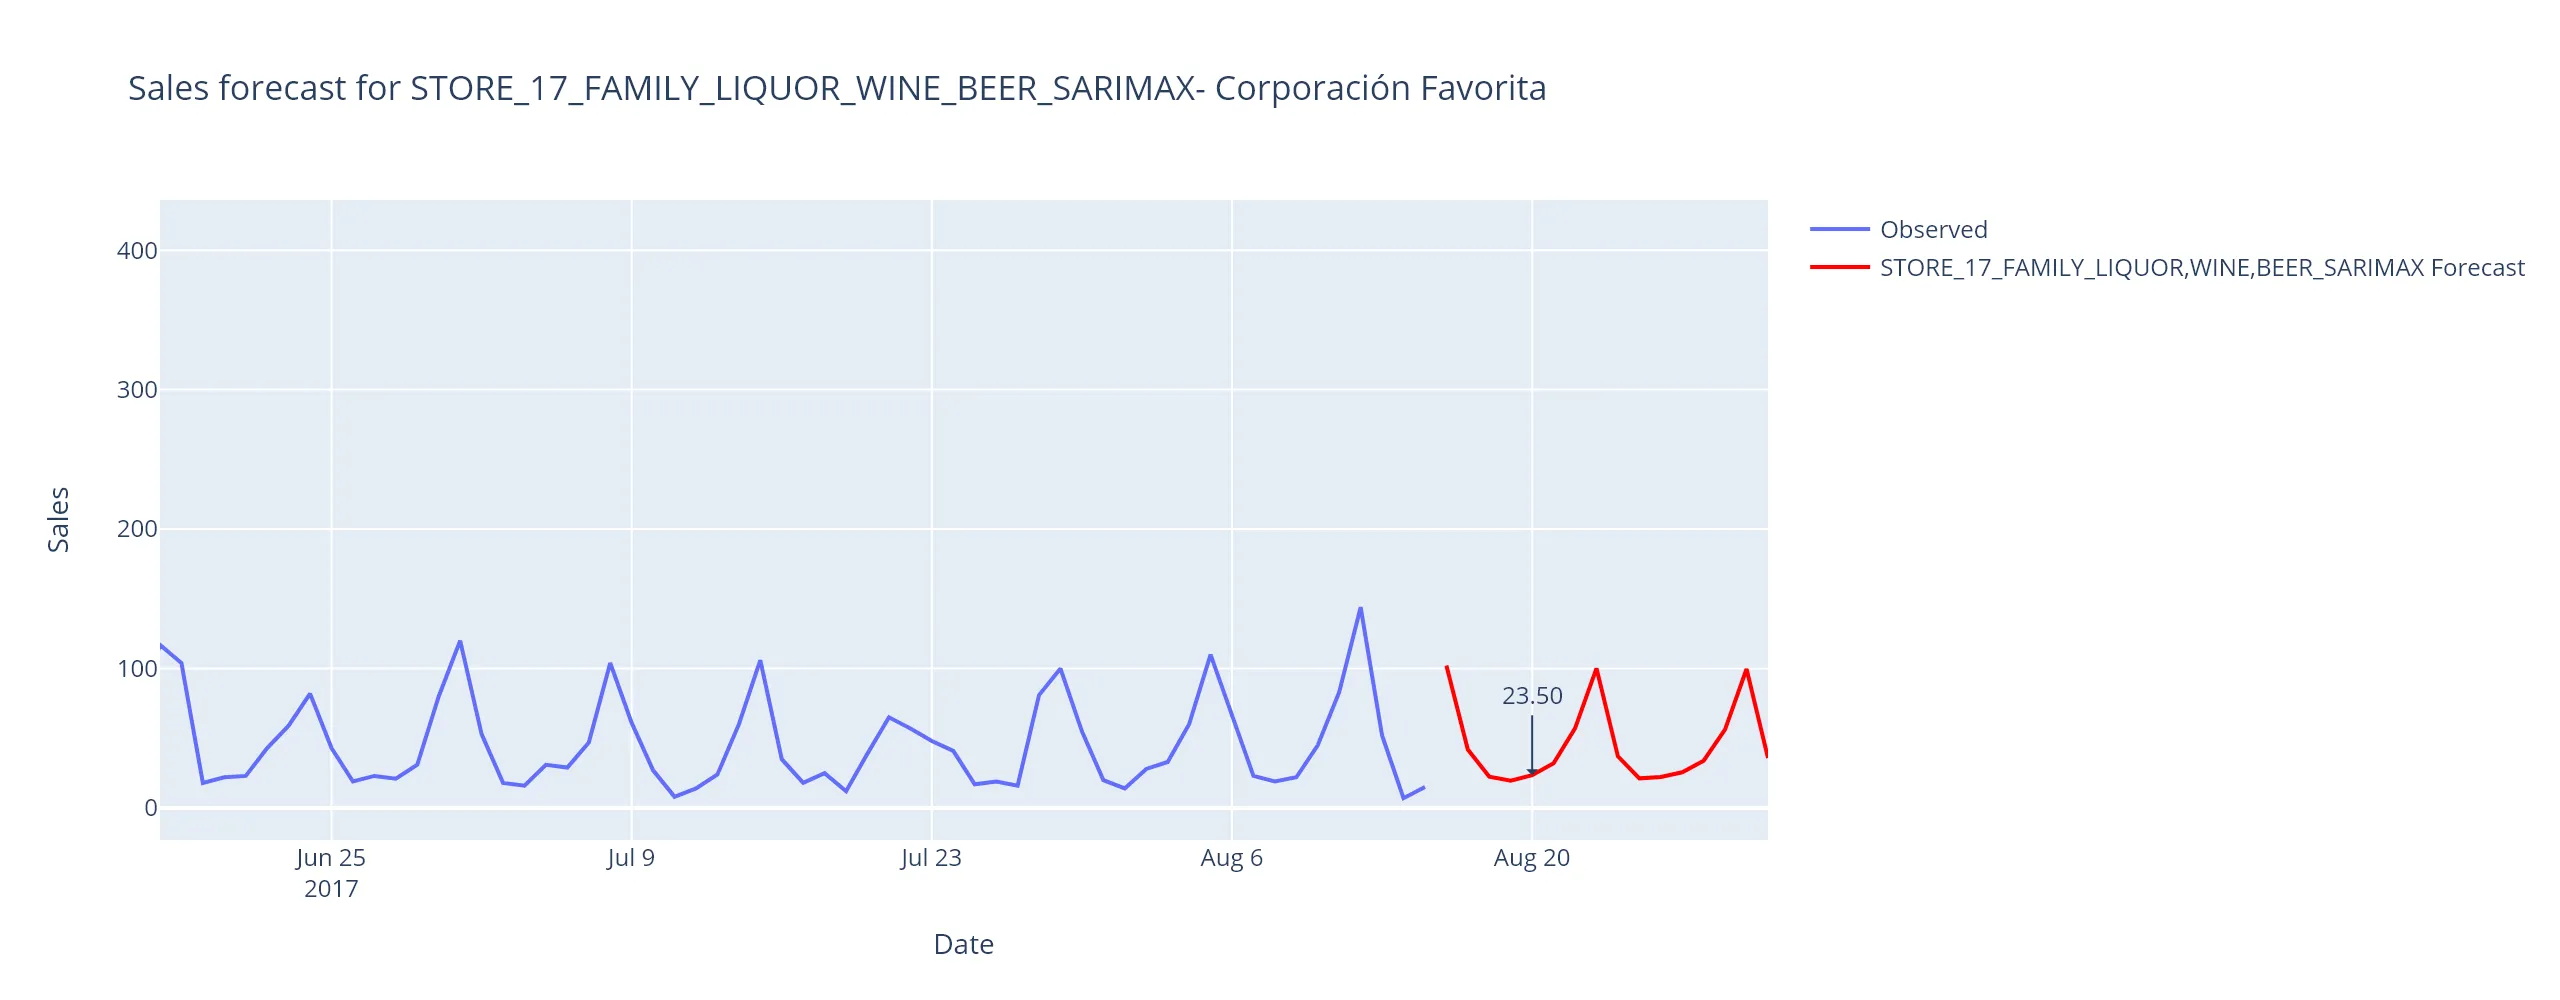 Sales forecast for STORE_17_FAMILY_LIQUOR_WINE_BEER_SARIMAX- Corporación Favorita
Observed
STORE_17_FAMILY_LIQUOR,WINE,BEER_SARIMAX Forecast
400
300
200
100
0
Sales
23.50
Jun 25
2017
Jul 9
Jul 23
Aug 6
Aug 20
Date